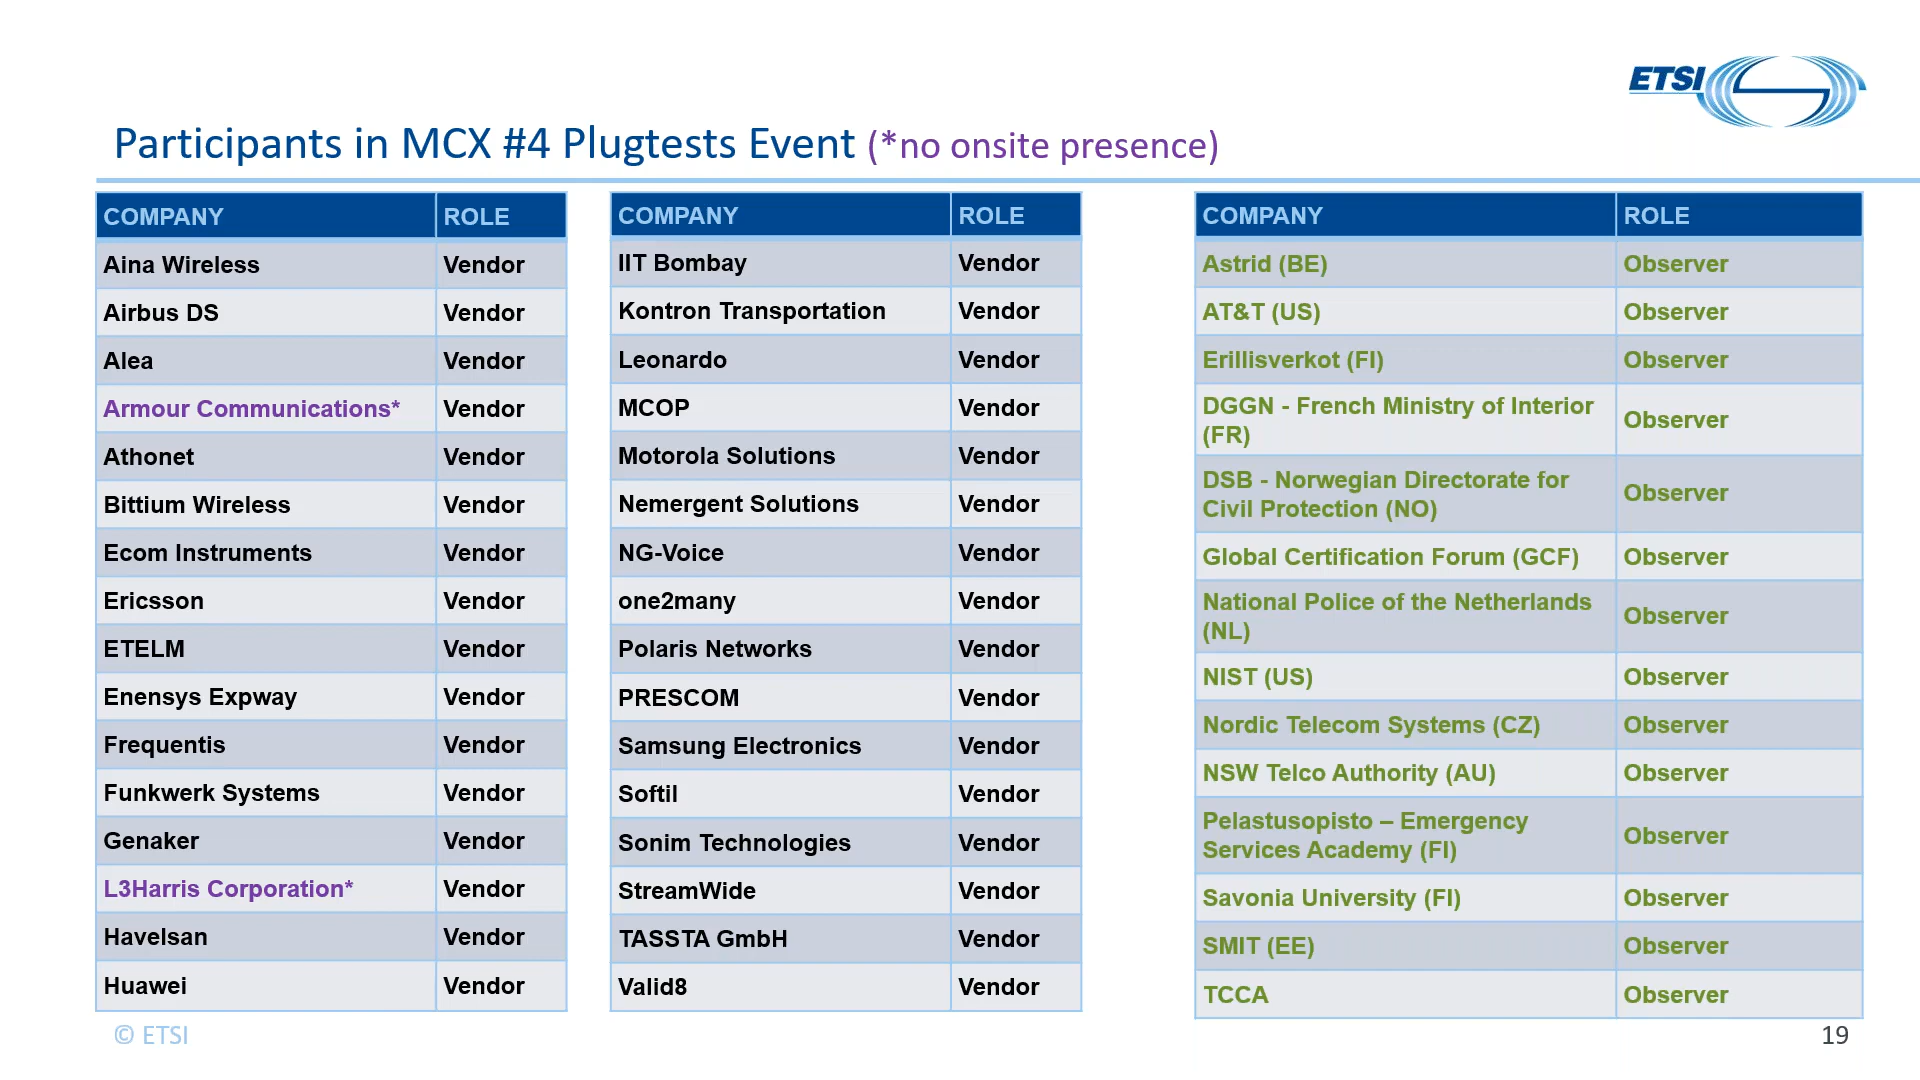 ETSI
Participants in MCX #4 Plugtests Event (*no onsite presence)
COMPANY ROLE
Aina Wireless Vendor
Airbus DS Vendor
Alea Vendor
Armour Communications* Vendor
Athonet Vendor
Bittium Wireless Vendor
Ecom Instruments Vendor
Ericsson Vendor
ETELM Vendor
Enensys Expway Vendor
Frequentis Vendor
Funkwerk Systems Vendor
Genaker Vendor
L3Harris Corporation* Vendor
Havelsan Vendor
Huawei Vendor
COMPANY ROLE
IIT Bombay Vendor
Kontron Transportation Vendor
Leonardo Vendor
MCOP Vendor
Motorola Solutions Vendor
Nemergent Solutions Vendor
NG-Voice Vendor
one2many Vendor
Polaris Networks Vendor
PRESCOM Vendor
Samsung Electronics Vendor
Softil Vendor
Sonim Technologies Vendor
StreamWide Vendor
TASSTA GmbH Vendor
Valid8 Vendor
COMPANY ROLE
Astrid (BE) Observer
AT&T (US) Observer
Erillisverkot (FI) Observer
DGGN - French Ministry of Interior
(FR) Observer
DSB - Norwegian Directorate for
Civil Protection (NO) Observer
Global Certification Forum (GCF) Observer
National Police of the Netherlands
(NL) Observer
NIST (US) Observer
Nordic Telecom Systems (CZ) Observer
NSW Telco Authority (AU) Observer
Pelastusopisto – Emergency
Services Academy (FI) Observer
Savonia University (FI) Observer
SMIT (EE) Observer
TCCA Observer
© ETSI
19